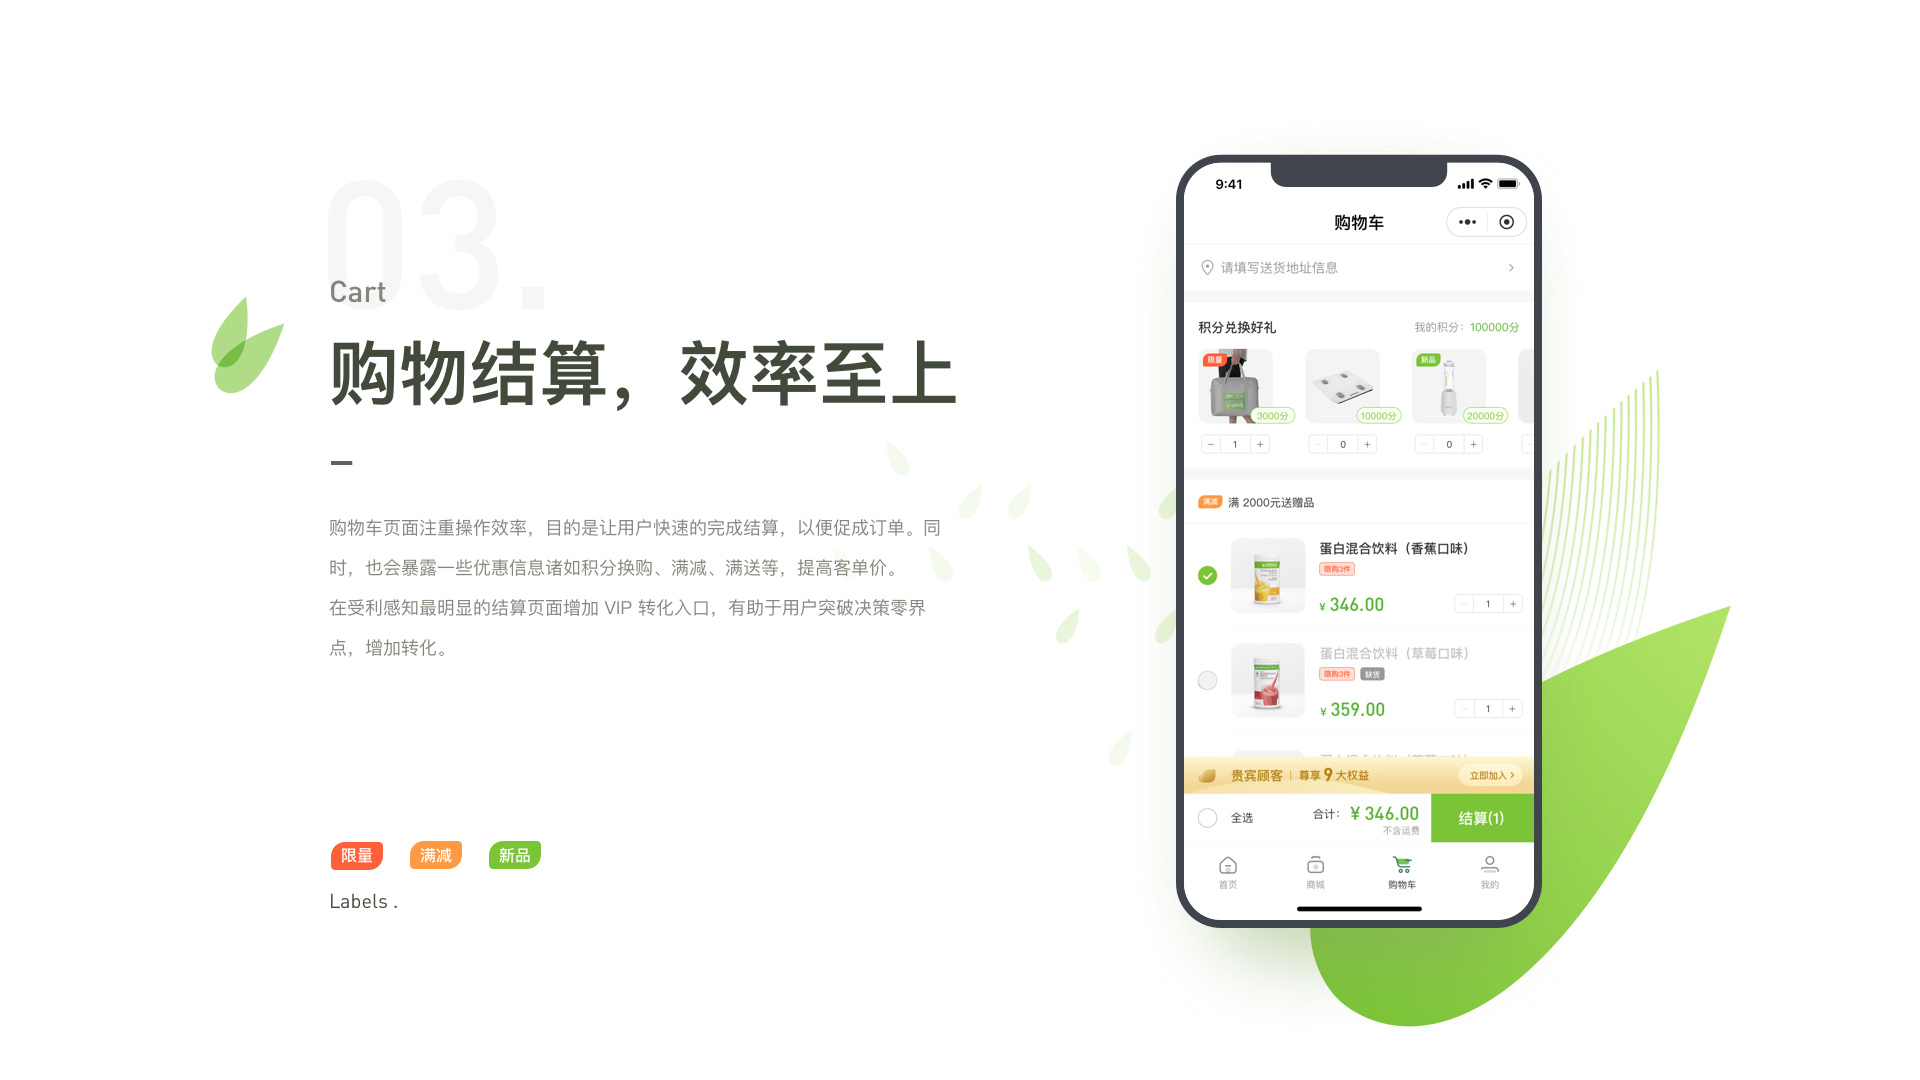 03.
Cart
购物结算，效率至上
购物车页面注重操作效率，目的是让用户快速的完成结算，以便促成订单。同
时，也会暴露一些优惠信息诸如积分换购、满减、满送等，提高客单价。
在受利感知最明显的结算页面增加 VIP 转化入口，有助于用户突破决策零界
点，增加转化。
限量 满减 新品
Labels .
9:41
购物车
请填写送货地址信息
积分兑换好礼 我的积分：100000分
限量 新品
3000分 10000分 20000分
− 1 + − 0 + − 0 +
满减 满 2000元送赠品
蛋白混合饮料（香蕉口味）
限购3件
¥ 346.00 − 1 +
蛋白混合饮料（草莓口味）
限购3件 缺货
¥ 359.00 − 1 +
贵宾顾客 | 尊享 9 大权益 立即加入 >
全选 合计： ¥ 346.00 结算(1)
不含运费
首页 商城 购物车 我的